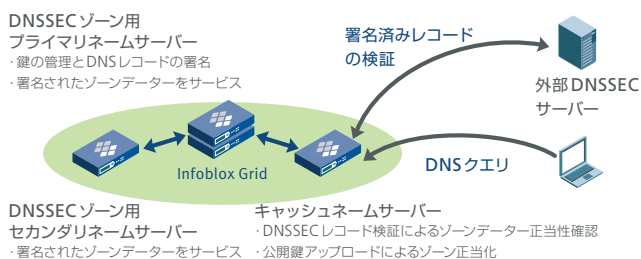 DNSSECゾーン用
プライマリネームサーバー
・鍵の管理とDNSレコードの署名
・署名されたゾーンデーターをサービス
署名済みレコード
の検証
外部DNSSEC
サーバー
Infoblox Grid
DNSクエリ
DNSSECゾーン用
セカンダリネームサーバー
・署名されたゾーンデーターをサービス
キャッシュネームサーバー
・DNSSECレコード検証によるゾーンデーター正当性確認
・公開鍵アップロードによるゾーン正当化